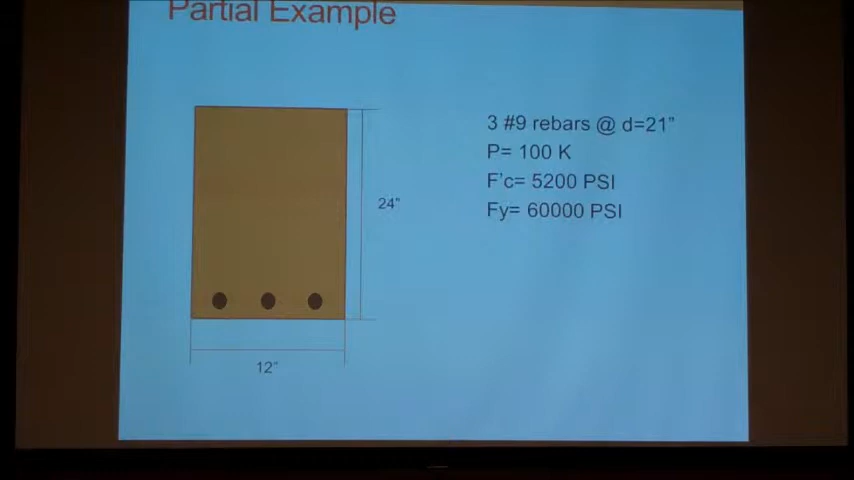 Partial Example
3 #9 rebars @ d=21"
P= 100 K
F'c= 5200 PSI
Fy= 60000 PSI
24"
12"